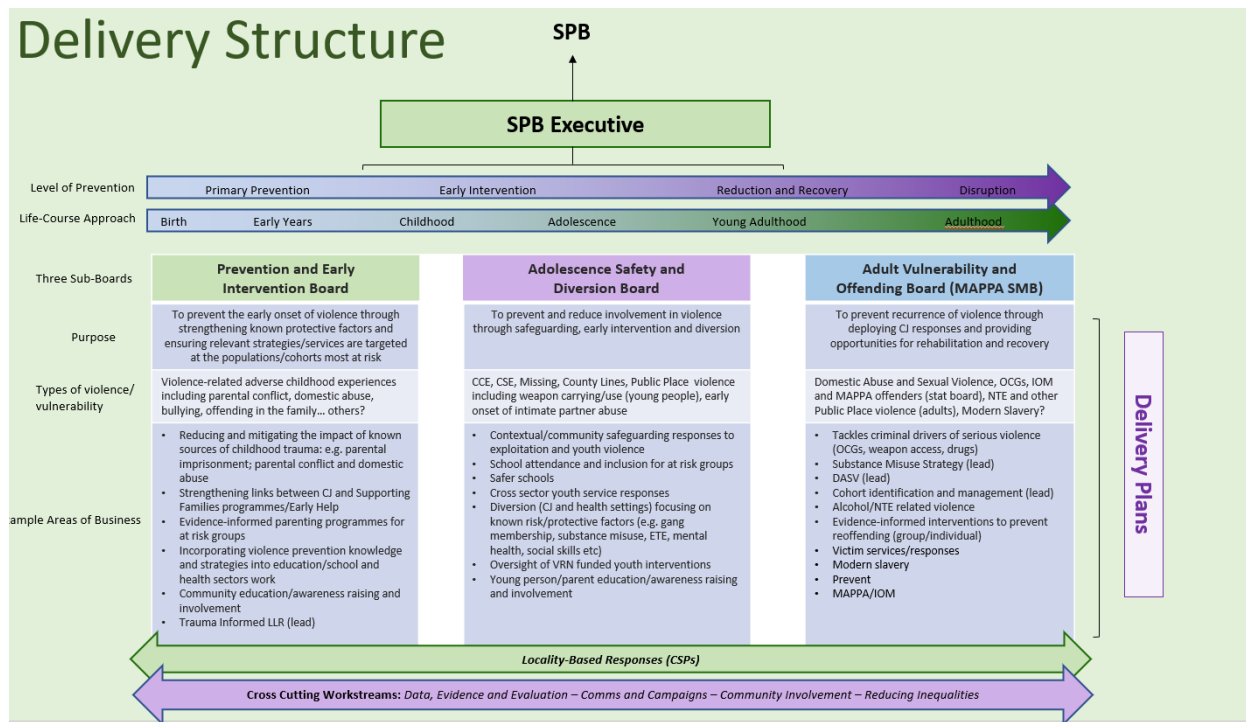 Delivery Structure
SPB
SPB Executive
Level of Prevention
Primary Prevention
Early Intervention
Reduction and Recovery
Disruption
Life-Course Approach
Birth
Early Years
Childhood
Adolescence
Young Adulthood
Adulthood
Three Sub-Boards
Prevention and Early
Intervention Board
Adolescence Safety and
Diversion Board
Adult Vulnerability and
Offending Board (MAPPA SMB)
Purpose
To prevent the early onset of violence through
strengthening known protective factors and
ensuring relevant strategies/services are targeted
at the populations/cohorts most at risk
To prevent and reduce involvement in violence
through safeguarding, early intervention and diversion
To prevent recurrence of violence through
deploying CJ responses and providing
opportunities for rehabilitation and recovery
Types of violence/
vulnerability
Violence-related adverse childhood experiences
including parental conflict, domestic abuse,
bullying, offending in the family... others?
CCE, CSE, Missing, County Lines, Public Place violence
including weapon carrying/use (young people), early
onset of intimate partner abuse
Domestic Abuse and Sexual Violence, OCGs, IOM
and MAPPA offenders (stat board), NTE and other
Public Place violence (adults), Modern Slavery?
ample Areas of Business
• Reducing and mitigating the impact of known
sources of childhood trauma: e.g. parental
imprisonment; parental conflict and domestic
abuse
• Strengthening links between CJ and Supporting
Families programmes/Early Help
• Evidence-informed parenting programmes for
at risk groups
• Incorporating violence prevention knowledge
and strategies into education/school and
health sectors work
• Community education/awareness raising and
involvement
• Trauma Informed LLR (lead)
• Contextual/community safeguarding responses to
exploitation and youth violence
• School attendance and inclusion for at risk groups
• Safer schools
• Cross sector youth service responses
• Diversion (CJ and health settings) focusing on
known risk/protective factors (e.g. gang
membership, substance misuse, ETE, mental
health, social skills etc)
• Oversight of VRN funded youth interventions
• Young person/parent education/awareness raising
and involvement
• Tackles criminal drivers of serious violence
(OCGs, weapon access, drugs)
• Substance Misuse Strategy (lead)
• DASV (lead)
• Cohort identification and management (lead)
• Alcohol/NTE related violence
• Evidence-informed interventions to prevent
reoffending (group/individual)
• Victim services/responses
• Modern slavery
• Prevent
• MAPPA/IOM
Delivery Plans
Locality-Based Responses (CSPs)
Cross Cutting Workstreams: Data, Evidence and Evaluation – Comms and Campaigns – Community Involvement – Reducing Inequalities